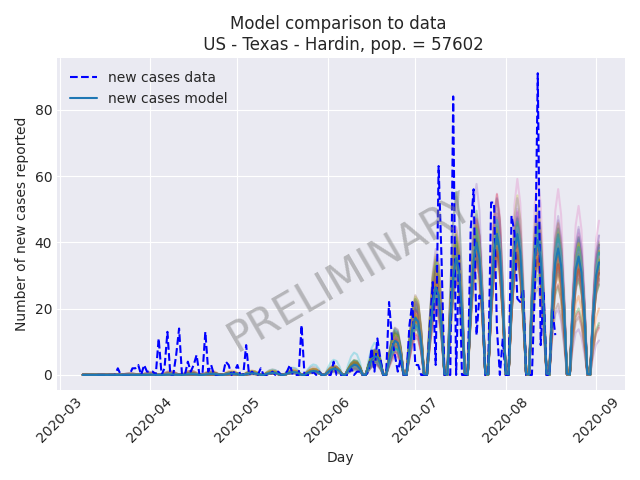 Model comparison to data
US - Texas - Hardin, pop. = 57602
new cases data
new cases model
PRELIMINARY
Number of new cases reported
80
60
40
20
0
2020-03
2020-04
2020-05
2020-06
2020-07
2020-08
2020-09
Day